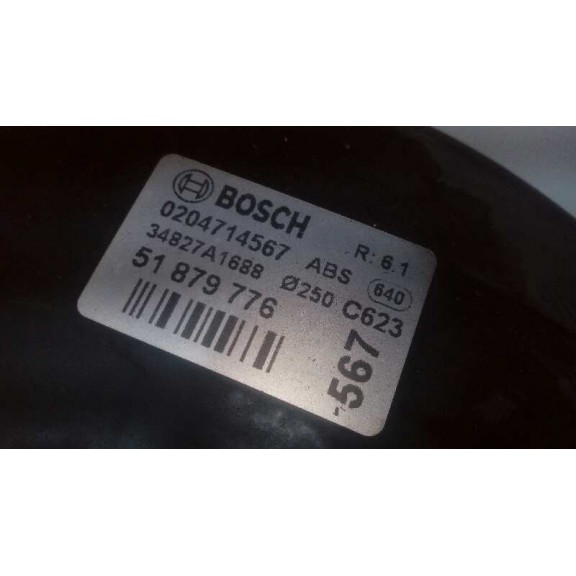 BOSCH
0204714567 ABS R: 6.1
34827A1688 Ø250 640
51 879 776 C623
-567